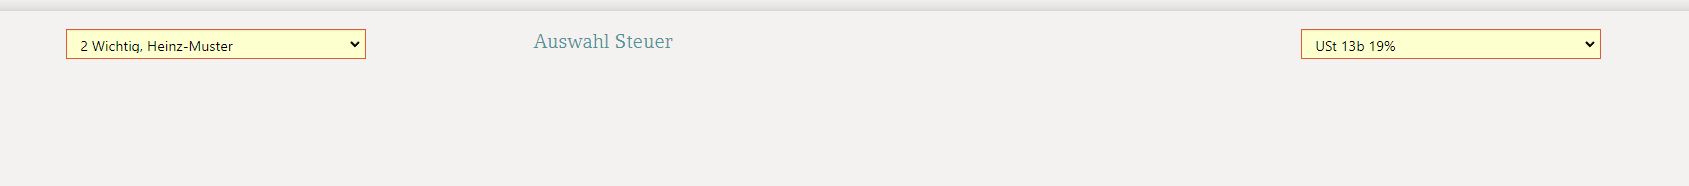 2 Wichtig, Heinz-Muster
Auswahl Steuer
USt 13b 19%